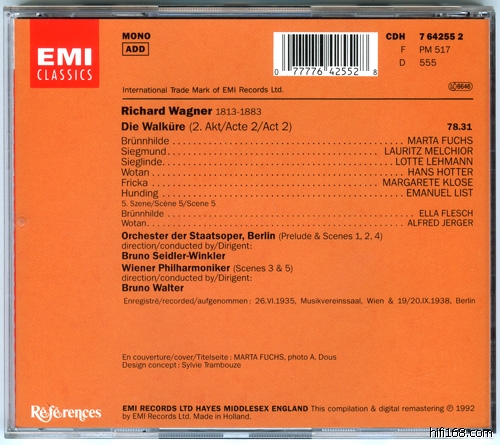 EMI
CLASSICS
MONO
ADD
0 77776 42552 8
CDH 7 64255 2
F PM 517
D 555
International Trade Mark of EMI Records Ltd.
6646
Richard Wagner 1813-1883
Die Walküre (2. Akt/Acte 2/Act 2) 78.31
Brünnhilde MARTA FUCHS
Siegmund LAURITZ MELCHIOR
Sieglinde LOTTE LEHMANN
Wotan HANS HOTTER
Fricka MARGARETE KLOSE
Hunding EMANUEL LIST
5. Szene/Scène 5/Scene 5
Brünnhilde ELLA FLESCH
Wotan ALFRED JERGER
Orchester der Staatsoper, Berlin (Prelude & Scenes 1, 2, 4)
direction/conducted by/Dirigent:
Bruno Seidler-Winkler
Wiener Philharmoniker (Scenes 3 & 5)
direction/conducted by/Dirigent:
Bruno Walter
Enregistré/recorded/aufgenommen : 26.VI.1935, Musikvereinssaal, Wien & 19/20.IX.1938, Berlin
En couverture/cover/Titelseite : MARTA FUCHS, photo A. Dous
Design concept : Sylvie Trambouze
Références
EMI RECORDS LTD HAYES MIDDLESEX ENGLAND This compilation & digital remastering ℗ 1992
by EMI Records Ltd. Made in Holland.
hifi168.com